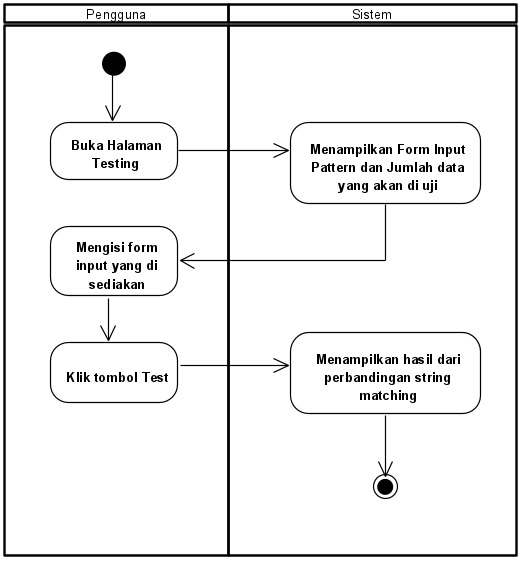 Pengguna
Sistem
Buka Halaman
Testing
Menampilkan Form Input
Pattern dan Jumlah data
yang akan di uji
Mengisi form
input yang di
sediakan
Klik tombol Test
Menampilkan hasil dari
perbandingan string
matching